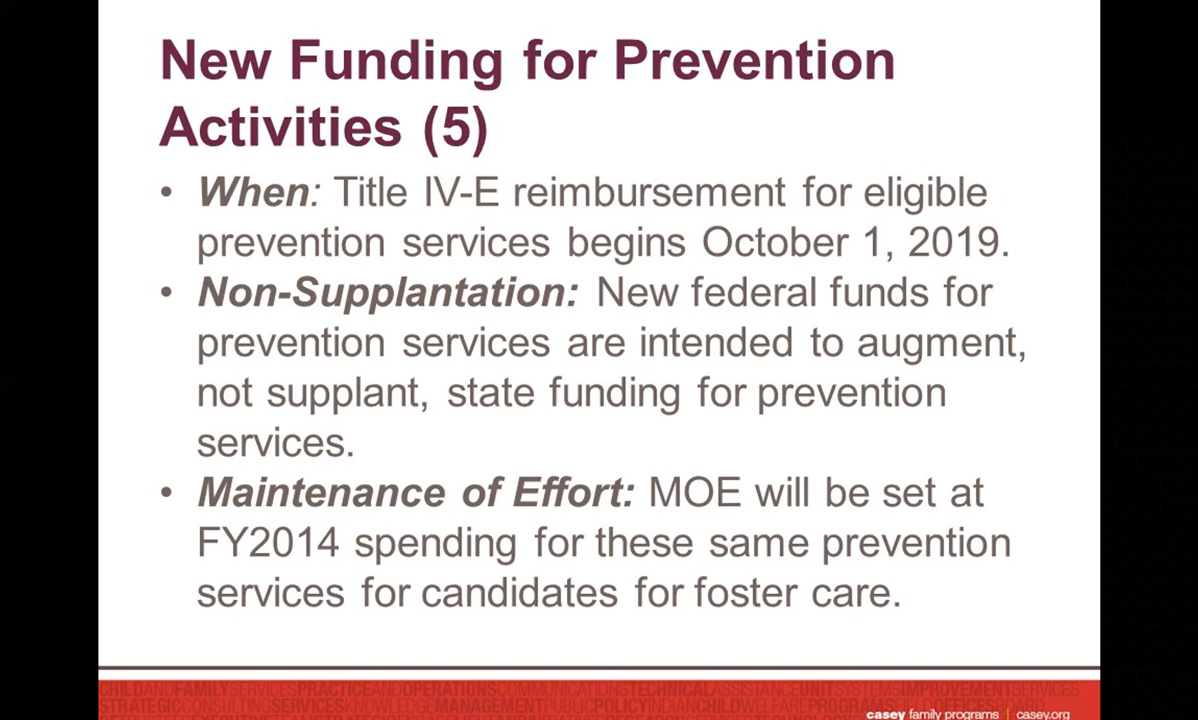 New Funding for Prevention
Activities (5)
• When: Title IV-E reimbursement for eligible
prevention services begins October 1, 2019.
• Non-Supplantation: New federal funds for
prevention services are intended to augment,
not supplant, state funding for prevention
services.
• Maintenance of Effort: MOE will be set at
FY2014 spending for these same prevention
services for candidates for foster care.
CHILDANDFAMILYSERVICESPRACTICEANDOPERATIONSCOMMUNICATIONSTECHNICALASSISTANCEUNITSYSTEMSIMPROVEMENTSERVICES
STRATEGICCONSULTINGSERVICESKNOWLEDGEMANAGEMENTPUBLICPOLICYINDIANCHILDWELFAREPROGRAMS
casey family programs | casey.org